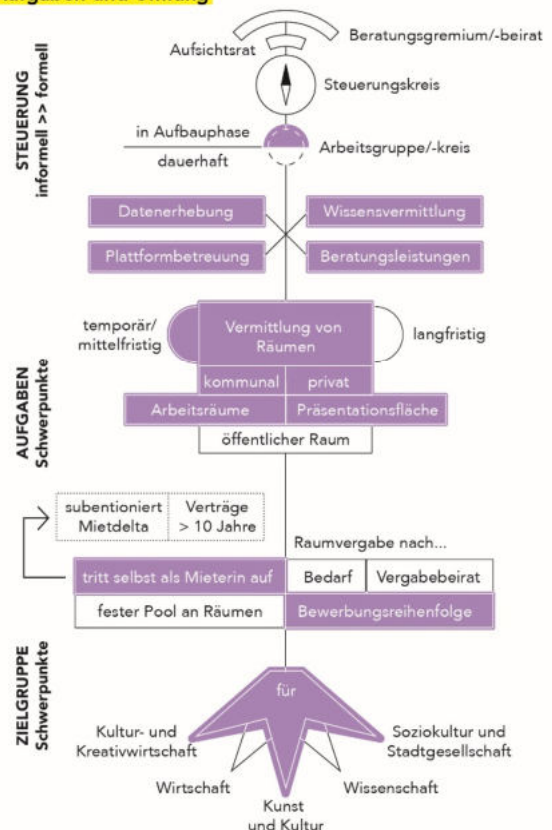 Aufgaben und Umfang
STEUERUNG
informell >> formell
Aufsichtsrat
Beratungsgremium/-beirat
Steuerungskreis
in Aufbauphase
dauerhaft
Arbeitsgruppe/-kreis
Datenerhebung
Wissensvermittlung
Plattformbetreuung
Beratungsleistungen
AUFGABEN
Schwerpunkte
temporär/
mittelfristig
Vermittlung von
Räumen
langfristig
kommunal
privat
Arbeitsräume
Präsentationsfläche
öffentlicher Raum
subentioniert
Mietdelta
Verträge
> 10 Jahre
Raumvergabe nach...
tritt selbst als Mieterin auf
Bedarf
Vergabebeirat
fester Pool an Räumen
Bewerbungsreihenfolge
ZIELGRUPPE
Schwerpunkte
für
Kultur- und
Kreativwirtschaft
Soziokultur und
Stadtgesellschaft
Wirtschaft
Wissenschaft
Kunst
und Kultur